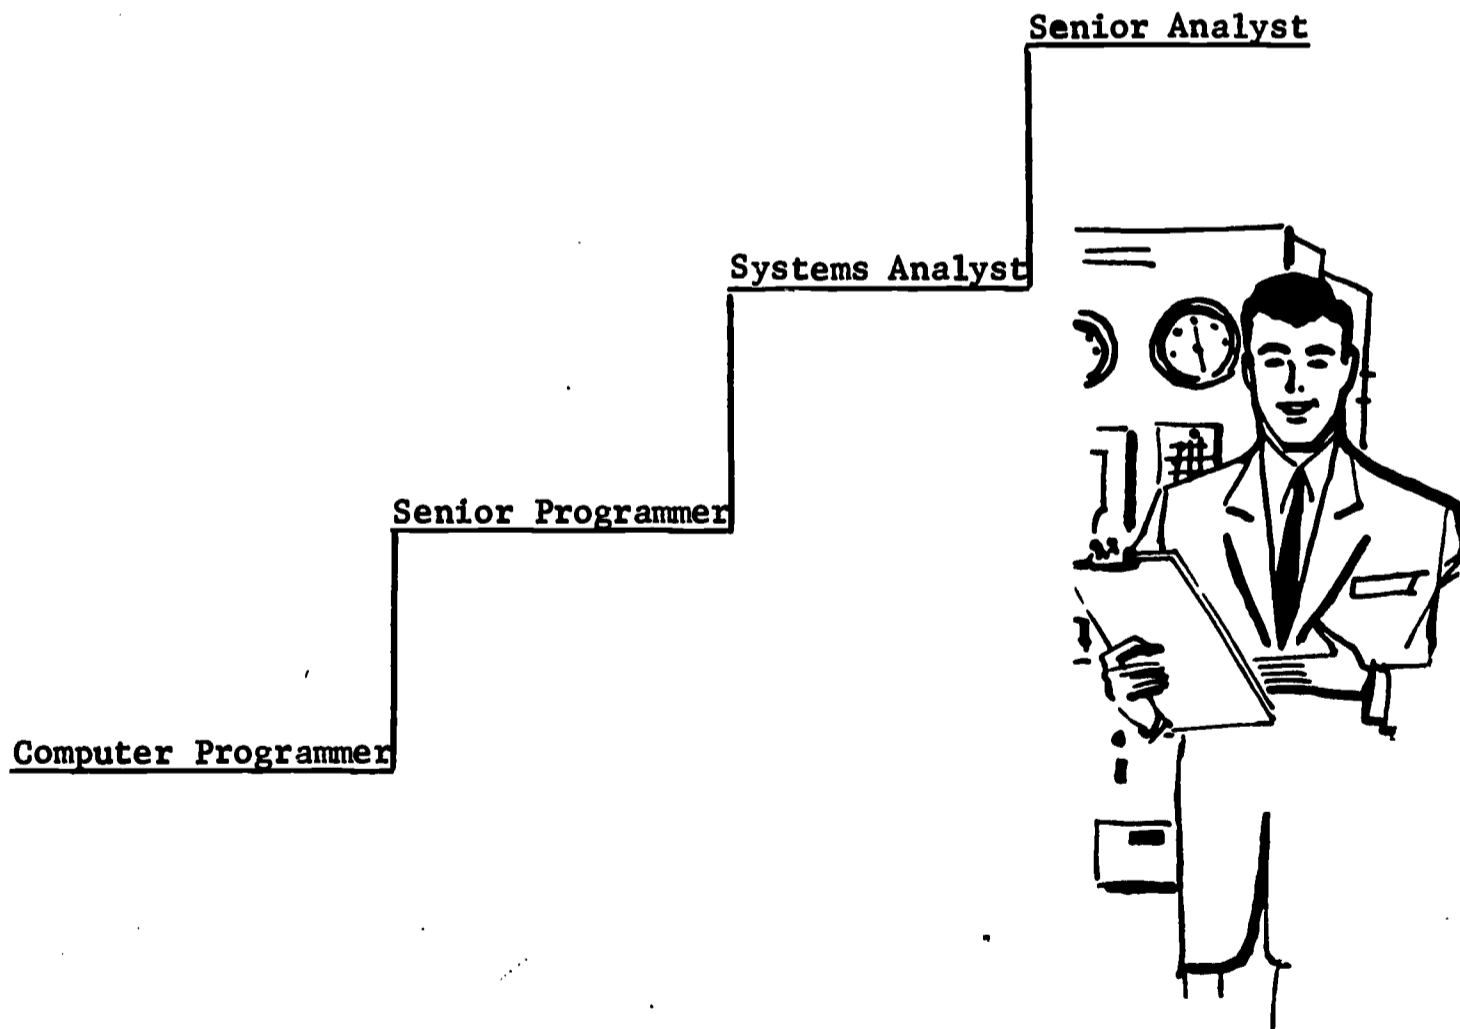 Senior Analyst
Systems Analyst
Senior Programmer
Computer Programmer